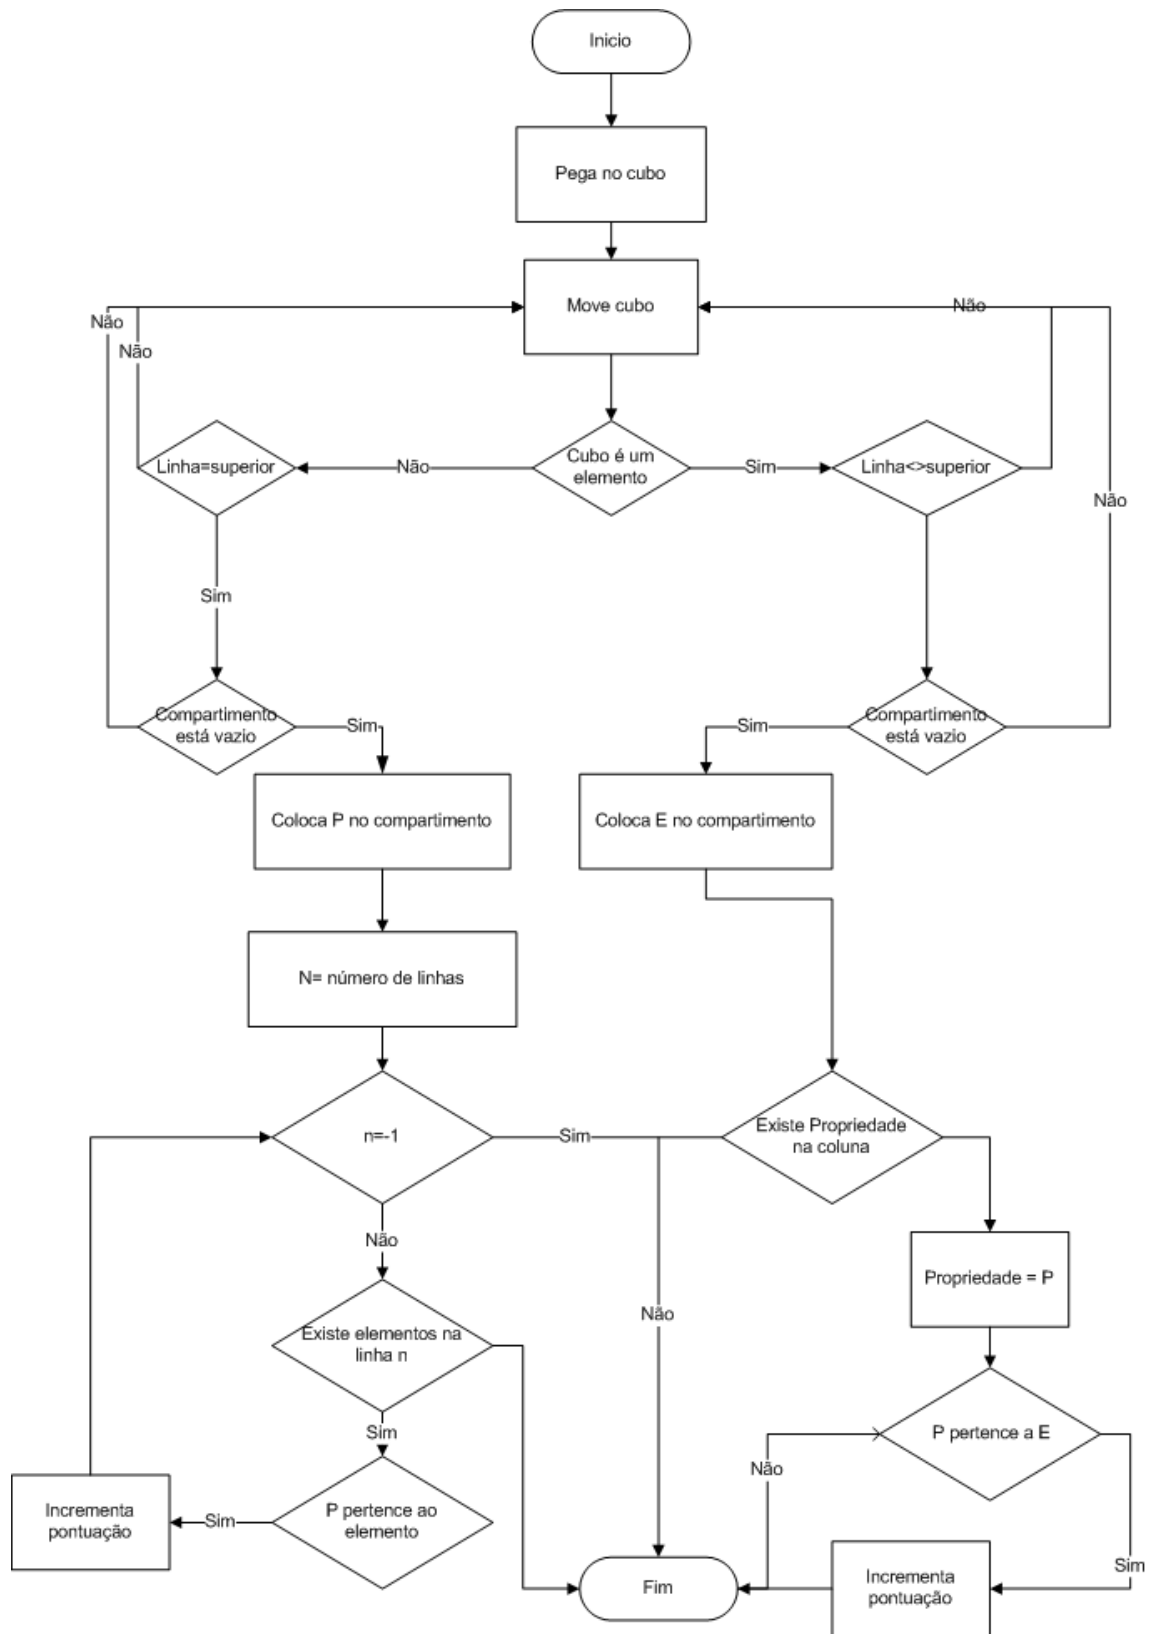 Inicio
Pega no cubo
Move cubo
Não
Não
Não
Linha=superior
Não
Cubo é um
elemento
Sim
Linha<>superior
Não
Sim
Compartimento
está vazio
Sim
Sim
Compartimento
está vazio
Coloca P no compartimento
Coloca E no compartimento
N= número de linhas
n=-1
Sim
Existe Propriedade
na coluna
Não
Propriedade = P
Existe elementos na
linha n
Não
Sim
P pertence a E
Não
Incrementa
pontuação
Sim
P pertence ao
elemento
Fim
Incrementa
pontuação
Sim